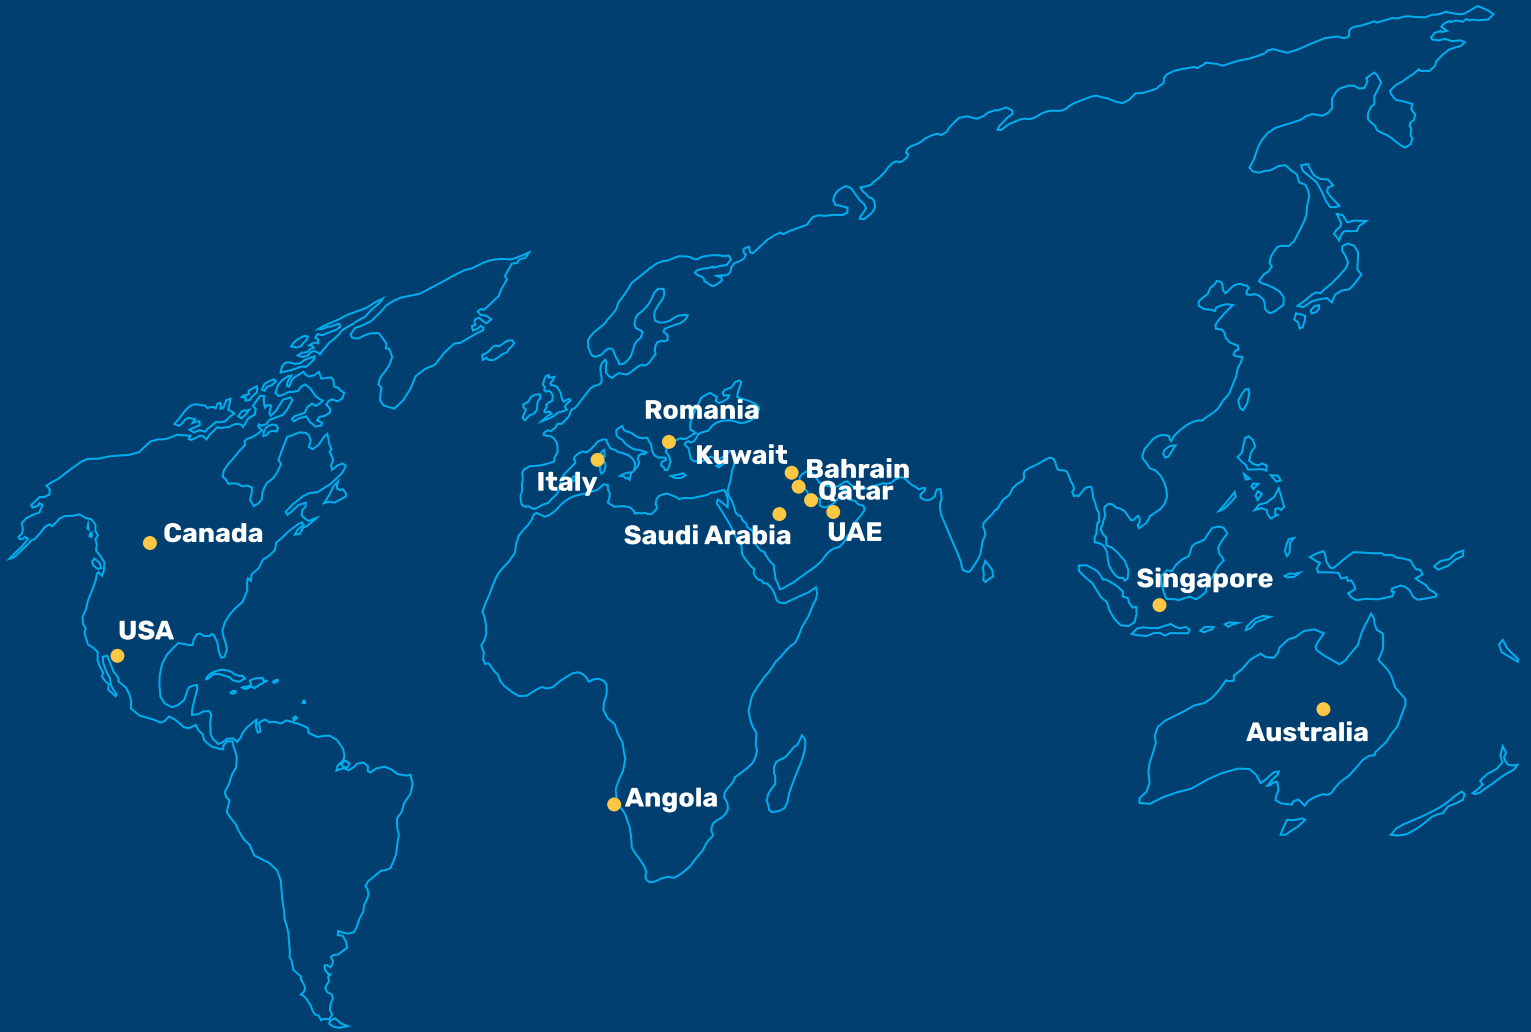 Romania
Kuwait
Bahrain
Italy
Qatar
Canada
Saudi Arabia
UAE
Singapore
USA
Australia
Angola